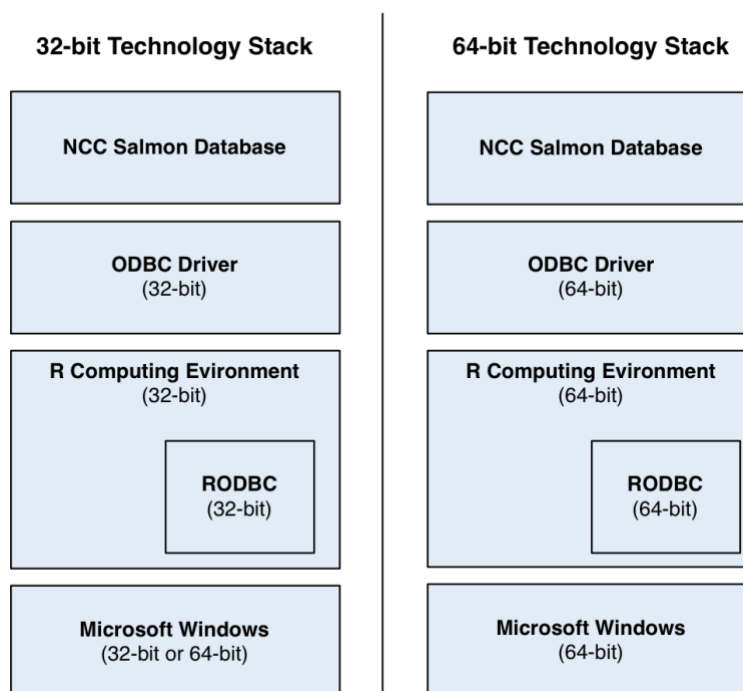 32-bit Technology Stack
NCC Salmon Database
ODBC Driver
(32-bit)
R Computing Evironment
(32-bit)
RODBC
(32-bit)
Microsoft Windows
(32-bit or 64-bit)
64-bit Technology Stack
NCC Salmon Database
ODBC Driver
(64-bit)
R Computing Evironment
(64-bit)
RODBC
(64-bit)
Microsoft Windows
(64-bit)